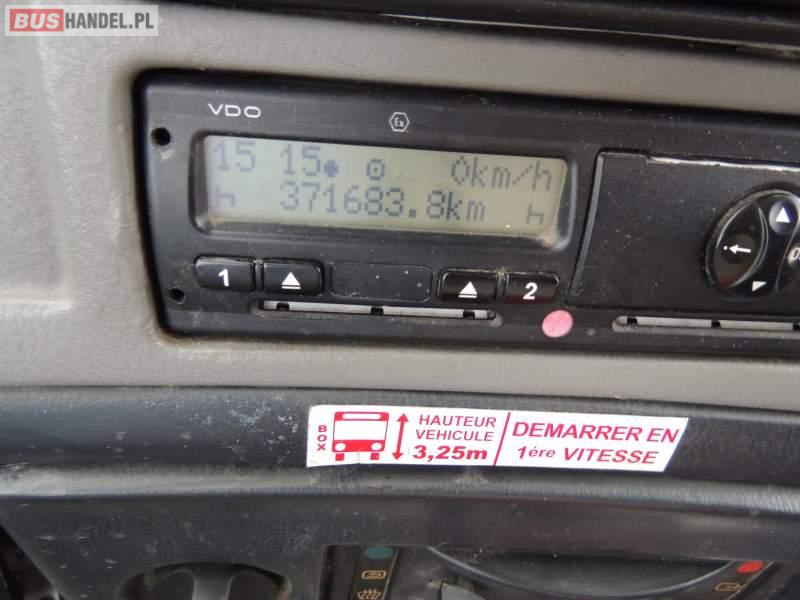 BUSHANDEL.PL
VDO
Ex
15 15 0km/h
371683.8km
1
2
BOX
HAUTEUR VEHICULE 3,25m
DEMARRER EN 1ère VITESSE